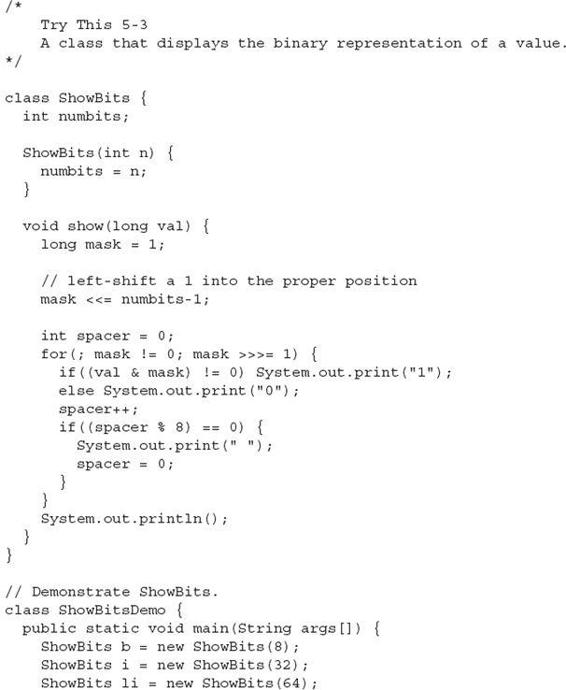 /*
    Try This 5-3
    A class that displays the binary representation of a value.
*/

class ShowBits {
  int numbits;

  ShowBits(int n) {
    numbits = n;
  }

  void show(long val) {
    long mask = 1;

    // left-shift a 1 into the proper position
    mask <<= numbits-1;

    int spacer = 0;
    for(; mask != 0; mask >>>= 1) {
      if((val & mask) != 0) System.out.print("1");
      else System.out.print("0");
      spacer++;
      if((spacer % 8) == 0) {
        System.out.print(" ");
        spacer = 0;
      }
    }
    System.out.println();
  }
}

// Demonstrate ShowBits.
class ShowBitsDemo {
  public static void main(String args[]) {
    ShowBits b = new ShowBits(8);
    ShowBits i = new ShowBits(32);
    ShowBits li = new ShowBits(64);